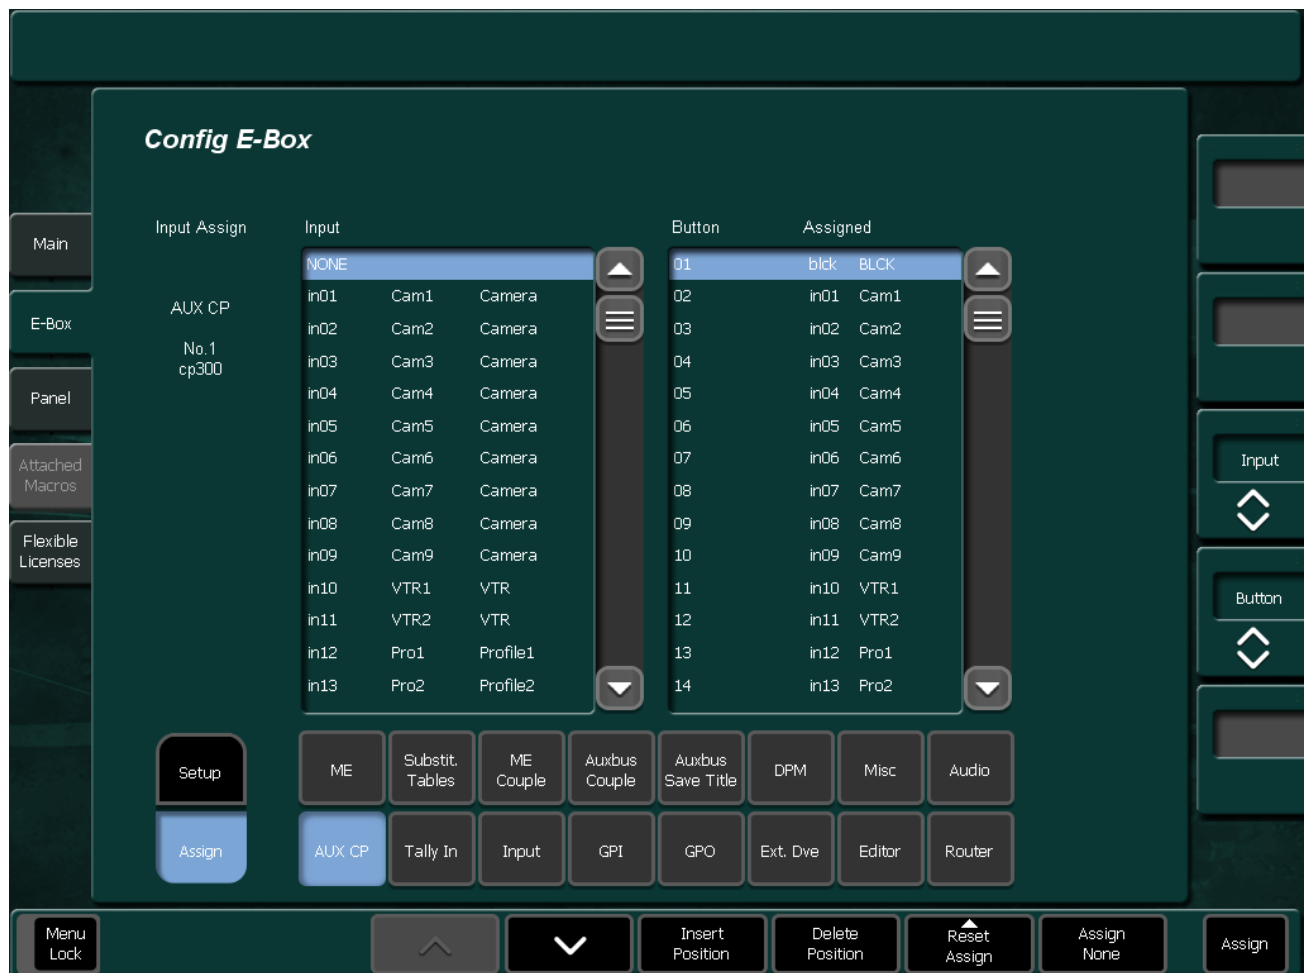 Config E-Box
Input Assign
AUX CP
No.1
cp300
Main
E-Box
Panel
Attached
Macros
Flexible
Licenses
Input
NONE
in01 Cam1 Camera
in02 Cam2 Camera
in03 Cam3 Camera
in04 Cam4 Camera
in05 Cam5 Camera
in06 Cam6 Camera
in07 Cam7 Camera
in08 Cam8 Camera
in09 Cam9 Camera
in10 VTR1 VTR
in11 VTR2 VTR
in12 Pro1 Profile1
in13 Pro2 Profile2
Button Assigned
01 blck BLCK
02 in01 Cam1
03 in02 Cam2
04 in03 Cam3
05 in04 Cam4
06 in05 Cam5
07 in06 Cam6
08 in07 Cam7
09 in08 Cam8
10 in09 Cam9
11 in10 VTR1
12 in11 VTR2
13 in12 Pro1
14 in13 Pro2
Input
Button
Setup
Assign
ME
Substit.
Tables
ME
Couple
Auxbus
Couple
Auxbus
Save Title
DPM
Misc
Audio
AUX CP
Tally In
Input
GPI
GPO
Ext. Dve
Editor
Router
Menu
Lock
Insert
Position
Delete
Position
Reset
Assign
Assign
None
Assign